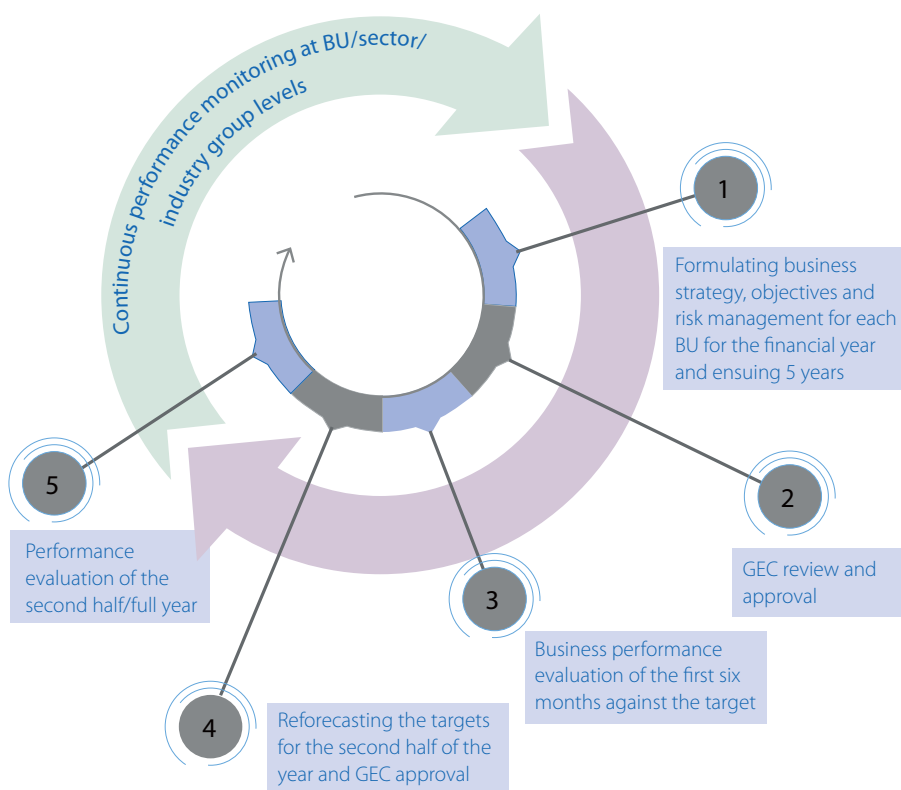 Continuous performance monitoring at BU/sector/
industry group levels
1
Formulating business
strategy, objectives and
risk management for each
BU for the financial year
and ensuing 5 years
2
GEC review and
approval
3
Business performance
evaluation of the first six
months against the target
4
Reforecasting the targets
for the second half of the
year and GEC approval
5
Performance
evaluation of the
second half/full year